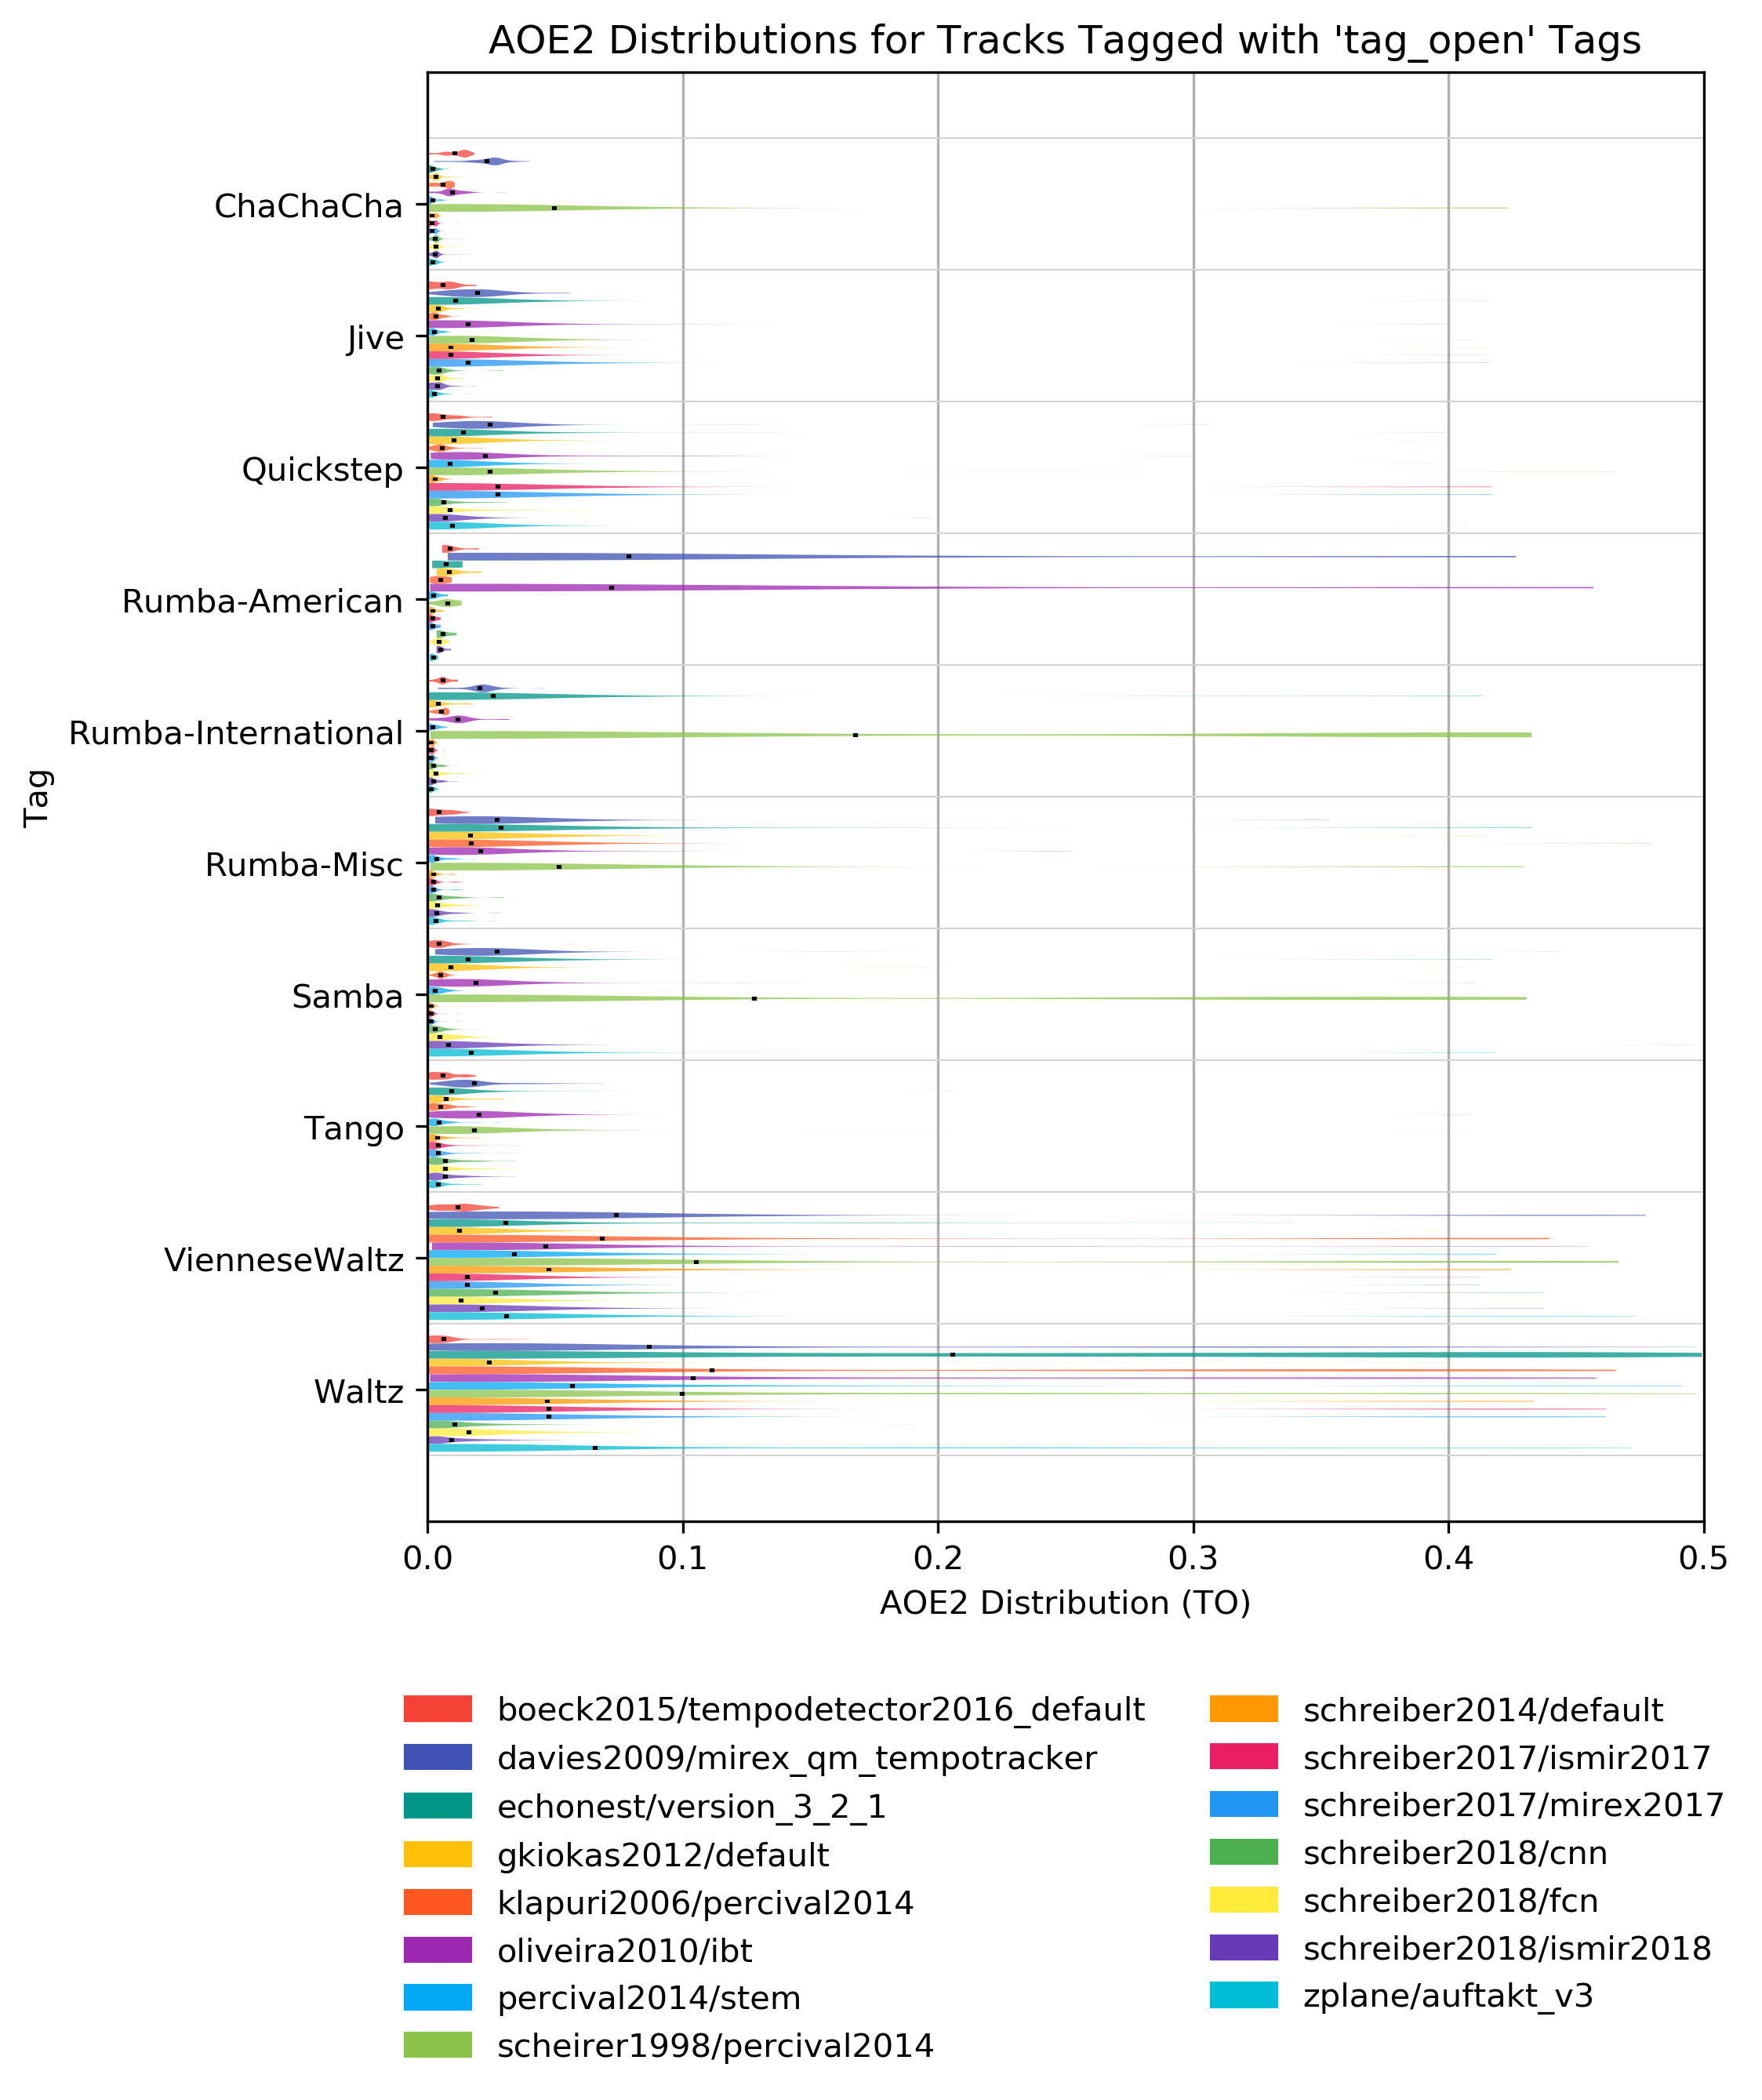 AOE2 Distributions for Tracks Tagged with 'tag_open' Tags
Tag
ChaChaCha
Jive
Quickstep
Rumba-American
Rumba-International
Rumba-Misc
Samba
Tango
VienneseWaltz
Waltz
0.0 0.1 0.2 0.3 0.4 0.5
AOE2 Distribution (TO)
boeck2015/tempodetector2016_default
davies2009/mirex_qm_tempotracker
echonest/version_3_2_1
gkiokas2012/default
klapuri2006/percival2014
oliveira2010/ibt
percival2014/stem
scheirer1998/percival2014
schreiber2014/default
schreiber2017/ismir2017
schreiber2017/mirex2017
schreiber2018/cnn
schreiber2018/fcn
schreiber2018/ismir2018
zplane/auftakt_v3